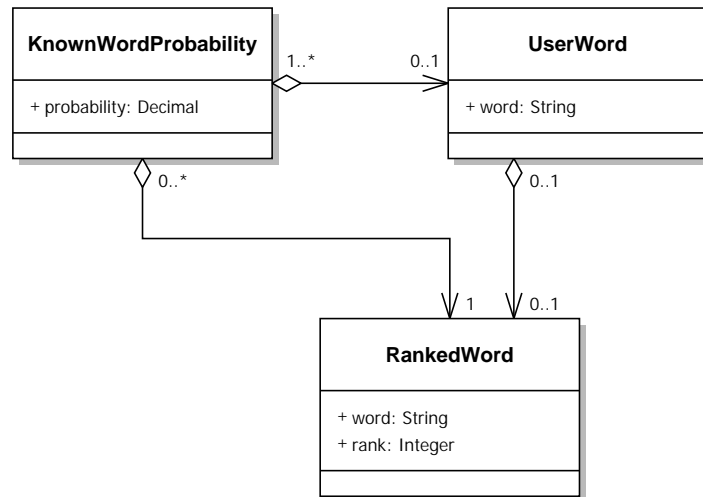 KnownWordProbability
+ probability: Decimal
1..*
0..1
UserWord
+ word: String
0..*
0..1
1
0..1
RankedWord
+ word: String
+ rank: Integer